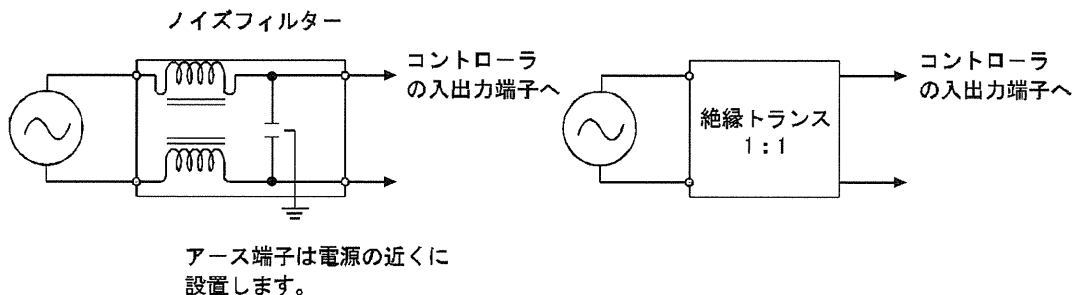 ノイズフィルター
コントローラ
の入出力端子へ
アース端子は電源の近くに
設置します。
絶縁トランス
1:1
コントローラ
の入出力端子へ